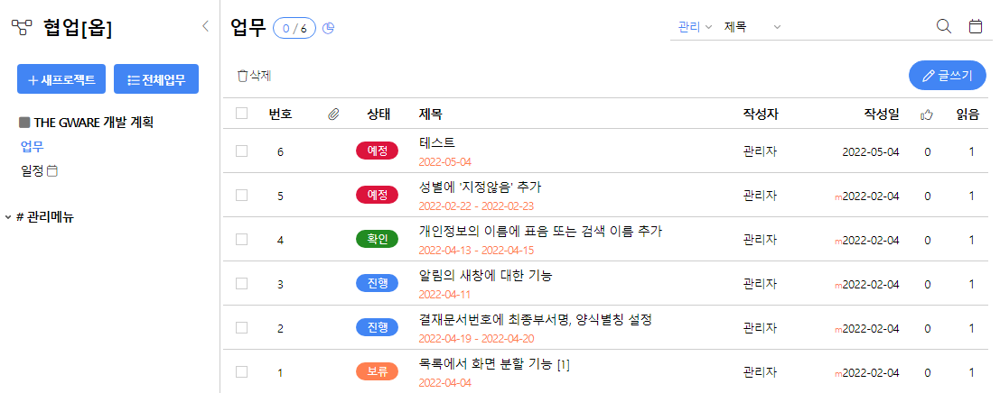 협업[옵]
새프로젝트 전체업무
THE GWARE 개발 계획
업무
일정
# 관리메뉴
업무 0 / 6 관리 제목
삭제 글쓰기
번호 상태 제목 작성자 작성일 읽음
6 예정 테스트 관리자 2022-05-04 0 1
2022-05-04
5 예정 성별에 '지정않음' 추가 관리자 m2022-02-04 0 1
2022-02-22 - 2022-02-23
4 확인 개인정보의 이름에 표음 또는 검색 이름 추가 관리자 m2022-02-04 0 1
2022-04-13 - 2022-04-15
3 진행 알림의 새창에 대한 기능 관리자 m2022-02-04 0 1
2022-04-11
2 진행 결재문서번호에 최종부서명, 양식별칭 설정 관리자 m2022-02-04 0 1
2022-04-19 - 2022-04-20
1 보류 목록에서 화면 분할 기능 [1] 관리자 m2022-02-04 0 1
2022-04-04